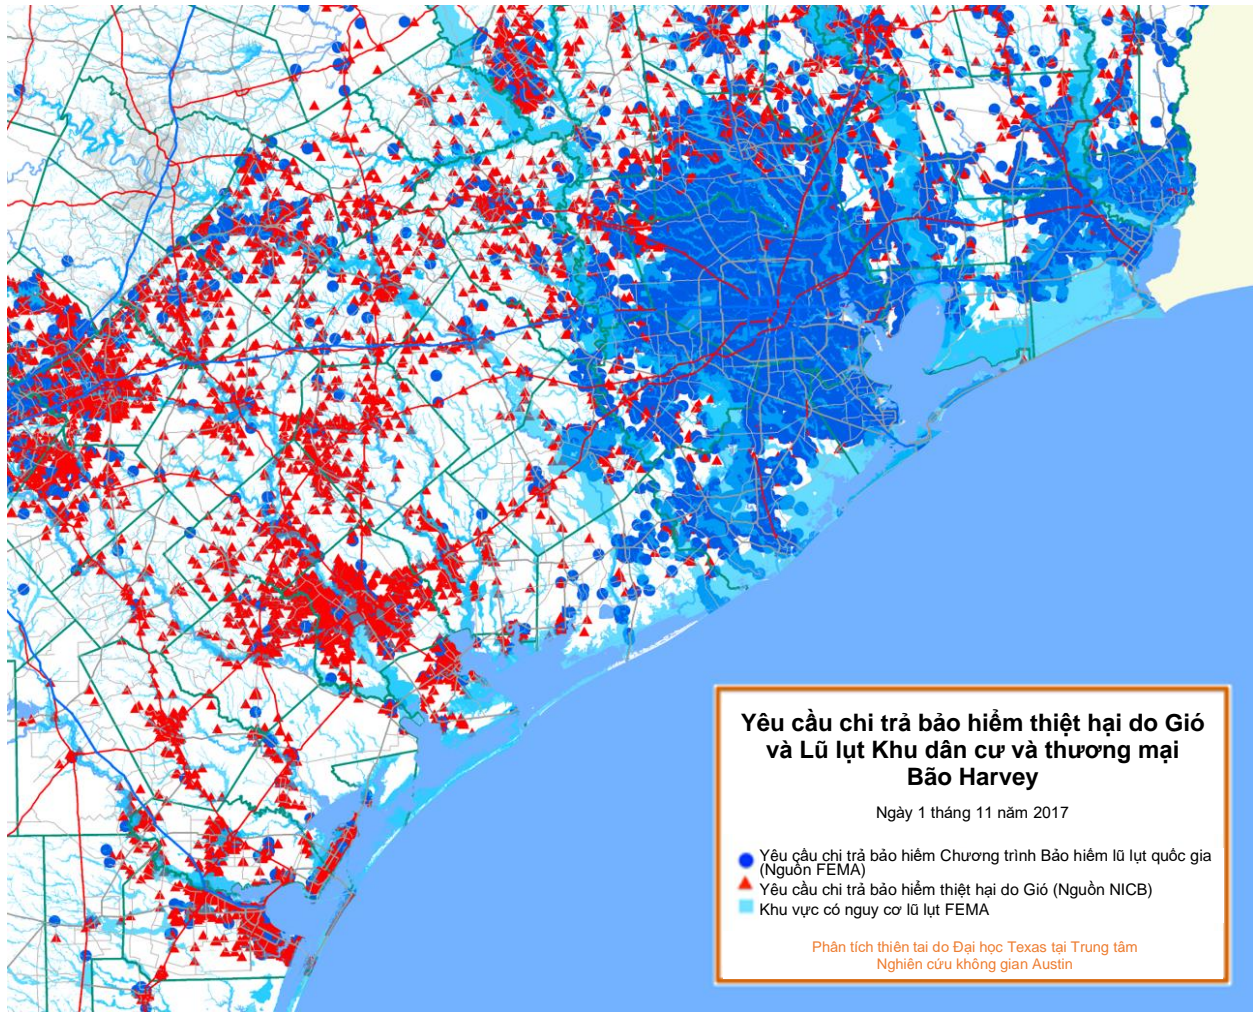 Yêu cầu chi trả bảo hiểm thiệt hại do Gió
và Lũ lụt Khu dân cư và thương mại
Bão Harvey
Ngày 1 tháng 11 năm 2017
Yêu cầu chi trả bảo hiểm Chương trình Bảo hiểm lũ lụt quốc gia
(Nguồn FEMA)
Yêu cầu chi trả bảo hiểm thiệt hại do Gió (Nguồn NICB)
Khu vực có nguy cơ lũ lụt FEMA
Phân tích thiên tai do Đại học Texas tại Trung tâm
Nghiên cứu không gian Austin